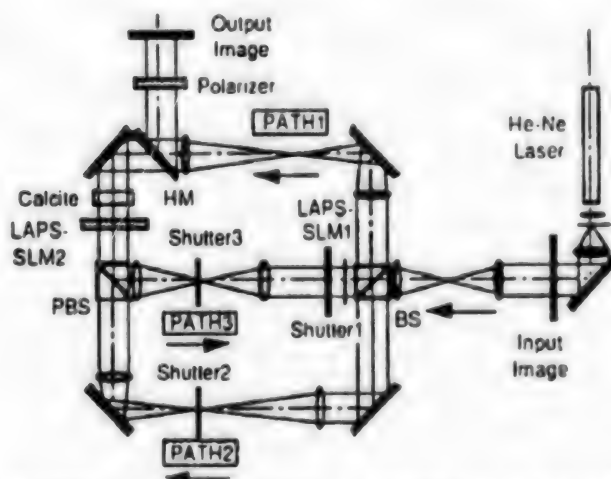 Output
Image
Polarizer
PATH1
He-Ne
Laser
HM
Calcite
LAPS-
SLM1
LAPS-
SLM2
Shutter3
PBS
PATH3
Shutter1
BS
Input
Image
Shutter2
PATH2